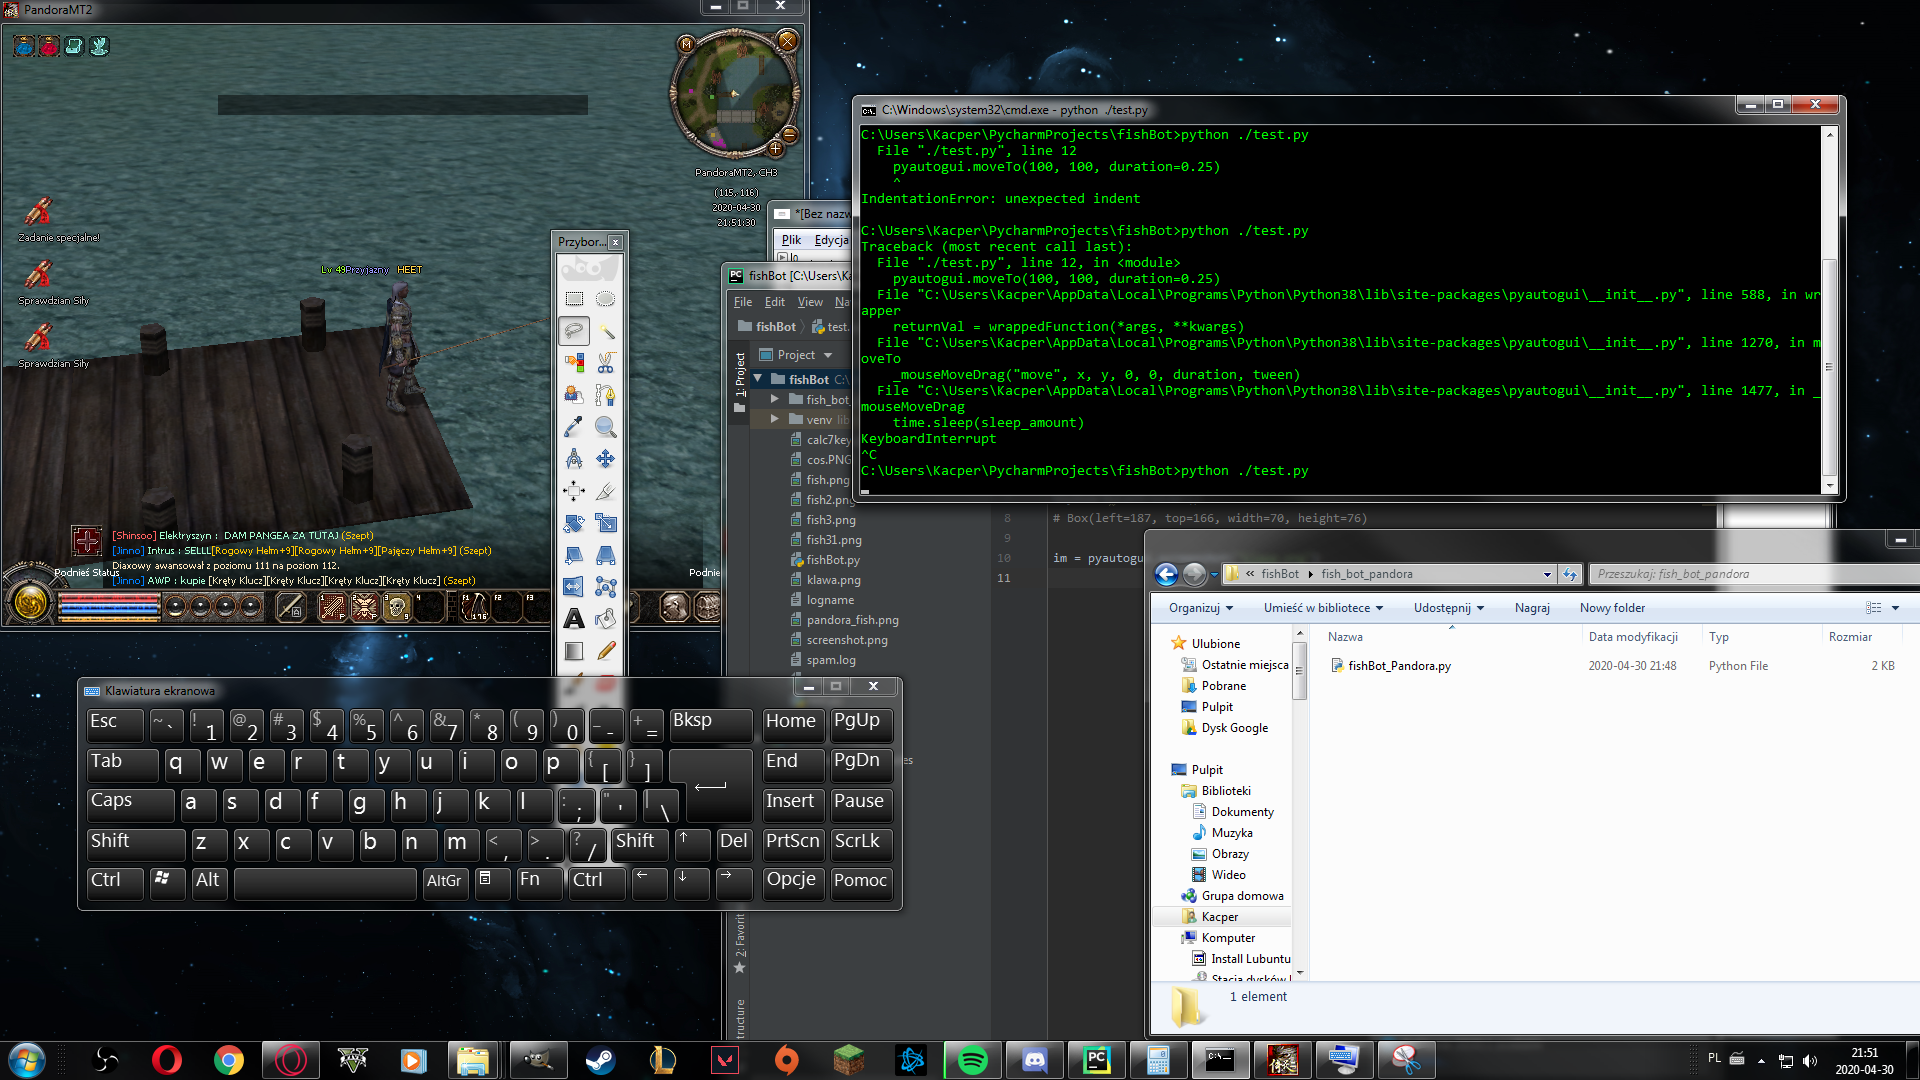 PandoraMT2
M
PandoraMT2, CH3
(115, 116)
2020-04-30
21:51:30
Zadanie specjalne!
Sprawdzian Siły
Sprawdzian Siły
Lv 49 Przyjazny HEET
[Shinsoo] Elektryszyn : DAM PANGEA ZA TUTAJ (Szept)
[Jinno] Intrus : SELLL[Rogowy Hełm+9][Rogowy Hełm+9][Pajęczy Hełm+9] (Szept)
Diaxowy awansował z poziomu 111 na poziom 112.
[Jinno] AWP : kupie [Kręty Klucz][Kręty Klucz][Kręty Klucz][Kręty Klucz] (Szept)
Podnieś Status
Podnie
1 3 4 F1 F2 F3
176
Przybor...
*[Bez nazw
Plik Edycja
fishBot [C:\Users\Kac
File Edit View Na
fishBot test.
Project
1: Project
fishBot C:\
fish_bot_
venv lib
calc7key
cos.PNG
fish.png
fish2.png
fish3.png
fish31.png
fishBot.py
klawa.png
logname
pandora_fish.png
screenshot.png
spam.log
2: Favorit
tructure
es
8 # Box(left=187, top=166, width=70, height=76)
9
10 im = pyautogu
11
C:\Windows\system32\cmd.exe - python ./test.py
C:\Users\Kacper\PycharmProjects\fishBot>python ./test.py
File "./test.py", line 12
pyautogui.moveTo(100, 100, duration=0.25)
^
IndentationError: unexpected indent
C:\Users\Kacper\PycharmProjects\fishBot>python ./test.py
Traceback (most recent call last):
File "./test.py", line 12, in <module>
pyautogui.moveTo(100, 100, duration=0.25)
File "C:\Users\Kacper\AppData\Local\Programs\Python\Python38\lib\site-packages\pyautogui\__init__.py", line 588, in wr
apper
returnVal = wrappedFunction(*args, **kwargs)
File "C:\Users\Kacper\AppData\Local\Programs\Python\Python38\lib\site-packages\pyautogui\__init__.py", line 1270, in m
oveTo
_mouseMoveDrag("move", x, y, 0, 0, duration, tween)
File "C:\Users\Kacper\AppData\Local\Programs\Python\Python38\lib\site-packages\pyautogui\__init__.py", line 1477, in _
mouseMoveDrag
time.sleep(sleep_amount)
KeyboardInterrupt
^C
C:\Users\Kacper\PycharmProjects\fishBot>python ./test.py
« fishBot fish_bot_pandora
Przeszukaj: fish_bot_pandora
Organizuj Umieść w bibliotece Udostępnij Nagraj Nowy folder
Nazwa Data modyfikacji Typ Rozmiar
fishBot_Pandora.py 2020-04-30 21:48 Python File 2 KB
Ulubione
Ostatnie miejsca
Pobrane
Pulpit
Dysk Google
Pulpit
Biblioteki
Dokumenty
Muzyka
Obrazy
Wideo
Grupa domowa
Kacper
Komputer
Install Lubuntu
Stacja dysków
1 element
Klawiatura ekranowa
Esc ~ ` ! 1 @ 2 # 3 $ 4 % 5 ^ 6 & 7 * 8 ( 9 ) 0 _ - + = Bksp Home PgUp
Tab q w e r t y u i o p { [ } ] End PgDn
Caps a s d f g h j k l : ; " ' | \ Insert Pause
Shift z x c v b n m < , > . ? / Shift ↑ Del PrtScn ScrLk
Ctrl Alt AltGr Fn Ctrl ← ↓ → Opcje Pomoc
PC
C:\
PL
21:51
2020-04-30